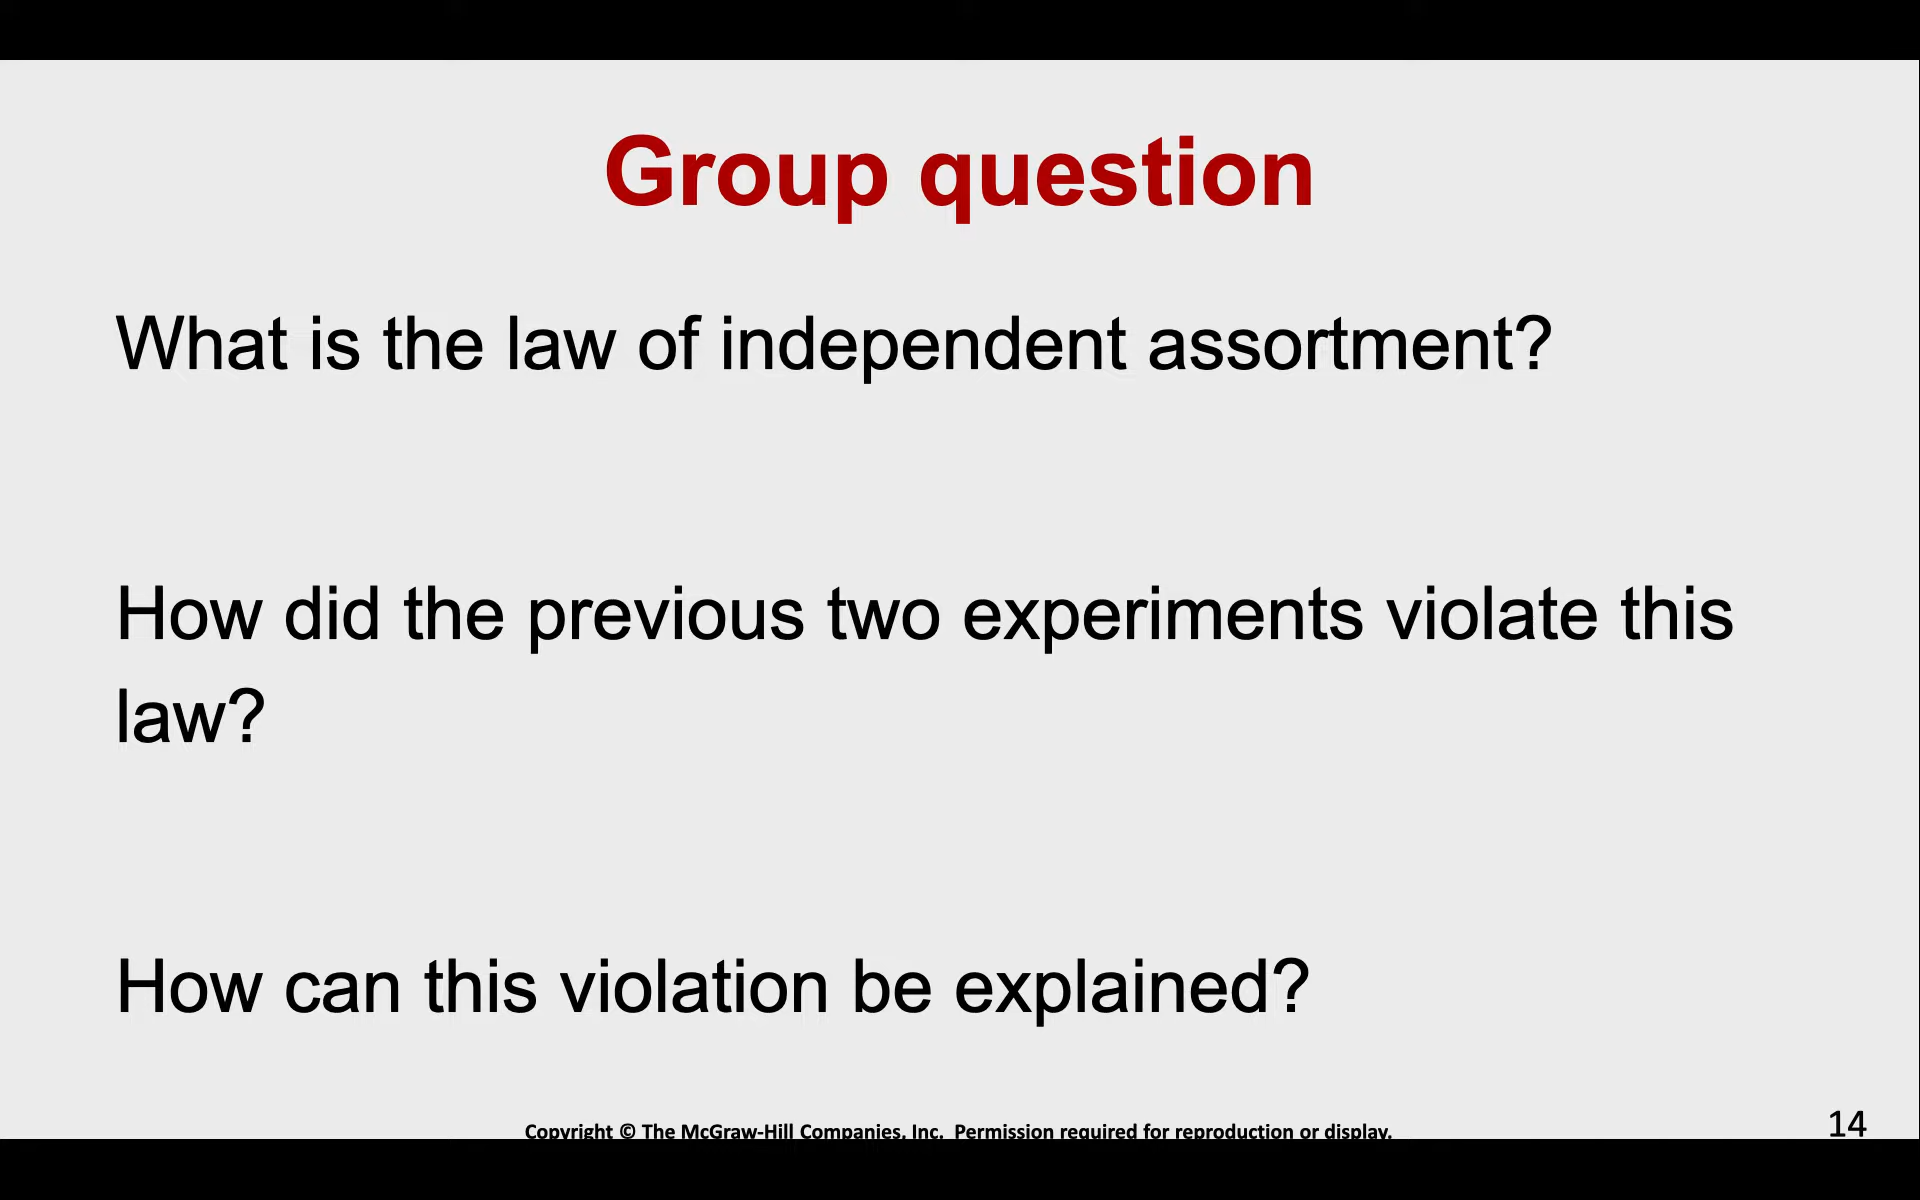 Group question
What is the law of independent assortment?
How did the previous two experiments violate this
law?
How can this violation be explained?
Copyright © The McGraw-Hill Companies, Inc. Permission required for reproduction or display.
14